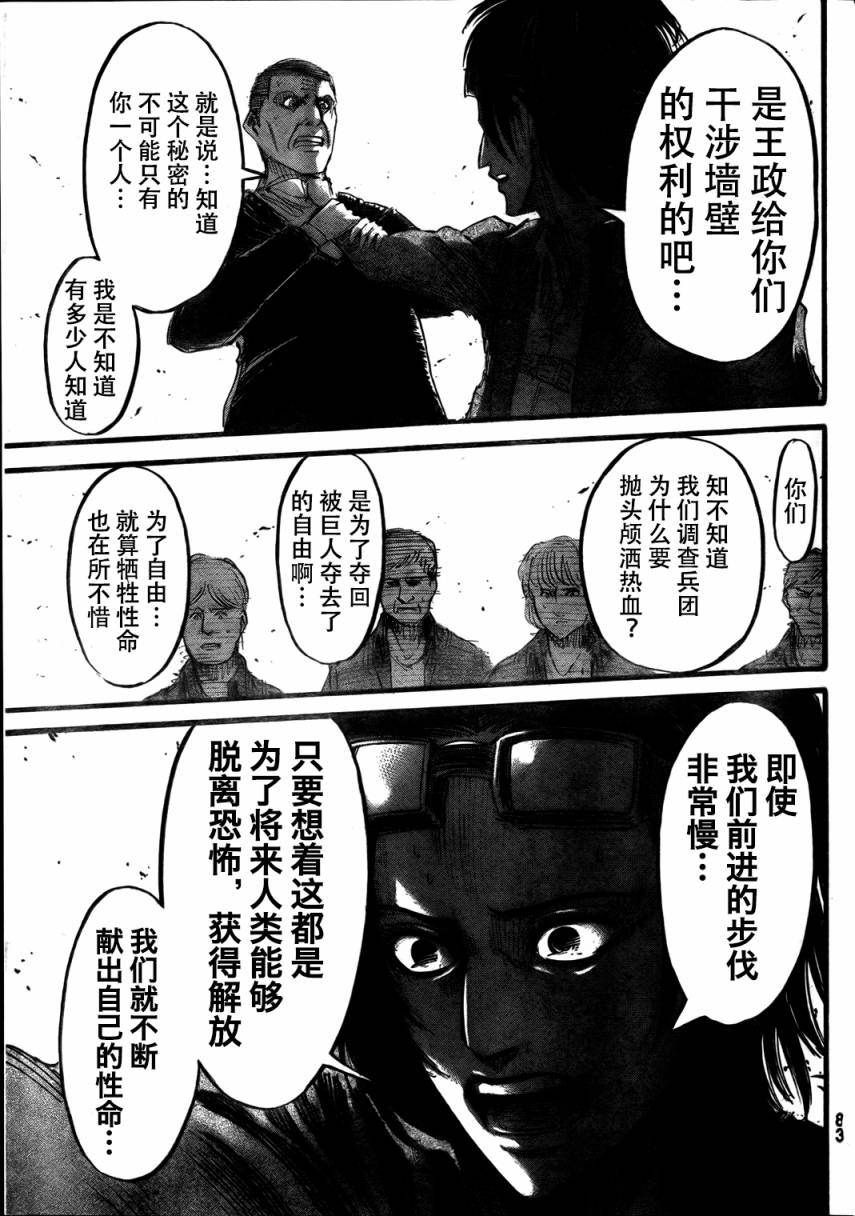 是王政给你们
干涉墙壁
的权利的吧…
就是说…知道
这个秘密的
不可能只有
你一个人…
我是不知道
有多少人知道
你们
知不知道
我们调查兵团
为什么要
抛头颅洒热血？
是为了夺回
被巨人夺去了
的自由啊…
为了自由…
就算牺牲性命
也在所不惜
即使
我们前进的步伐
非常慢…
只要想着这都是
为了将来人类能够
脱离恐怖，获得解放
我们就不断
献出自己的性命…
83